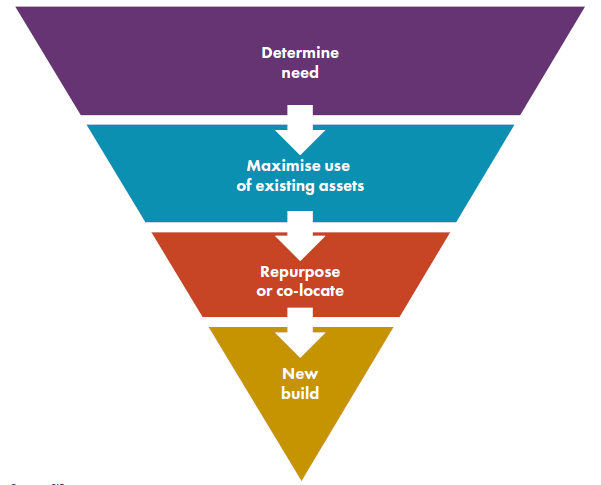 Determine
need
Maximise use
of existing assets
Repurpose
or co-locate
New
build